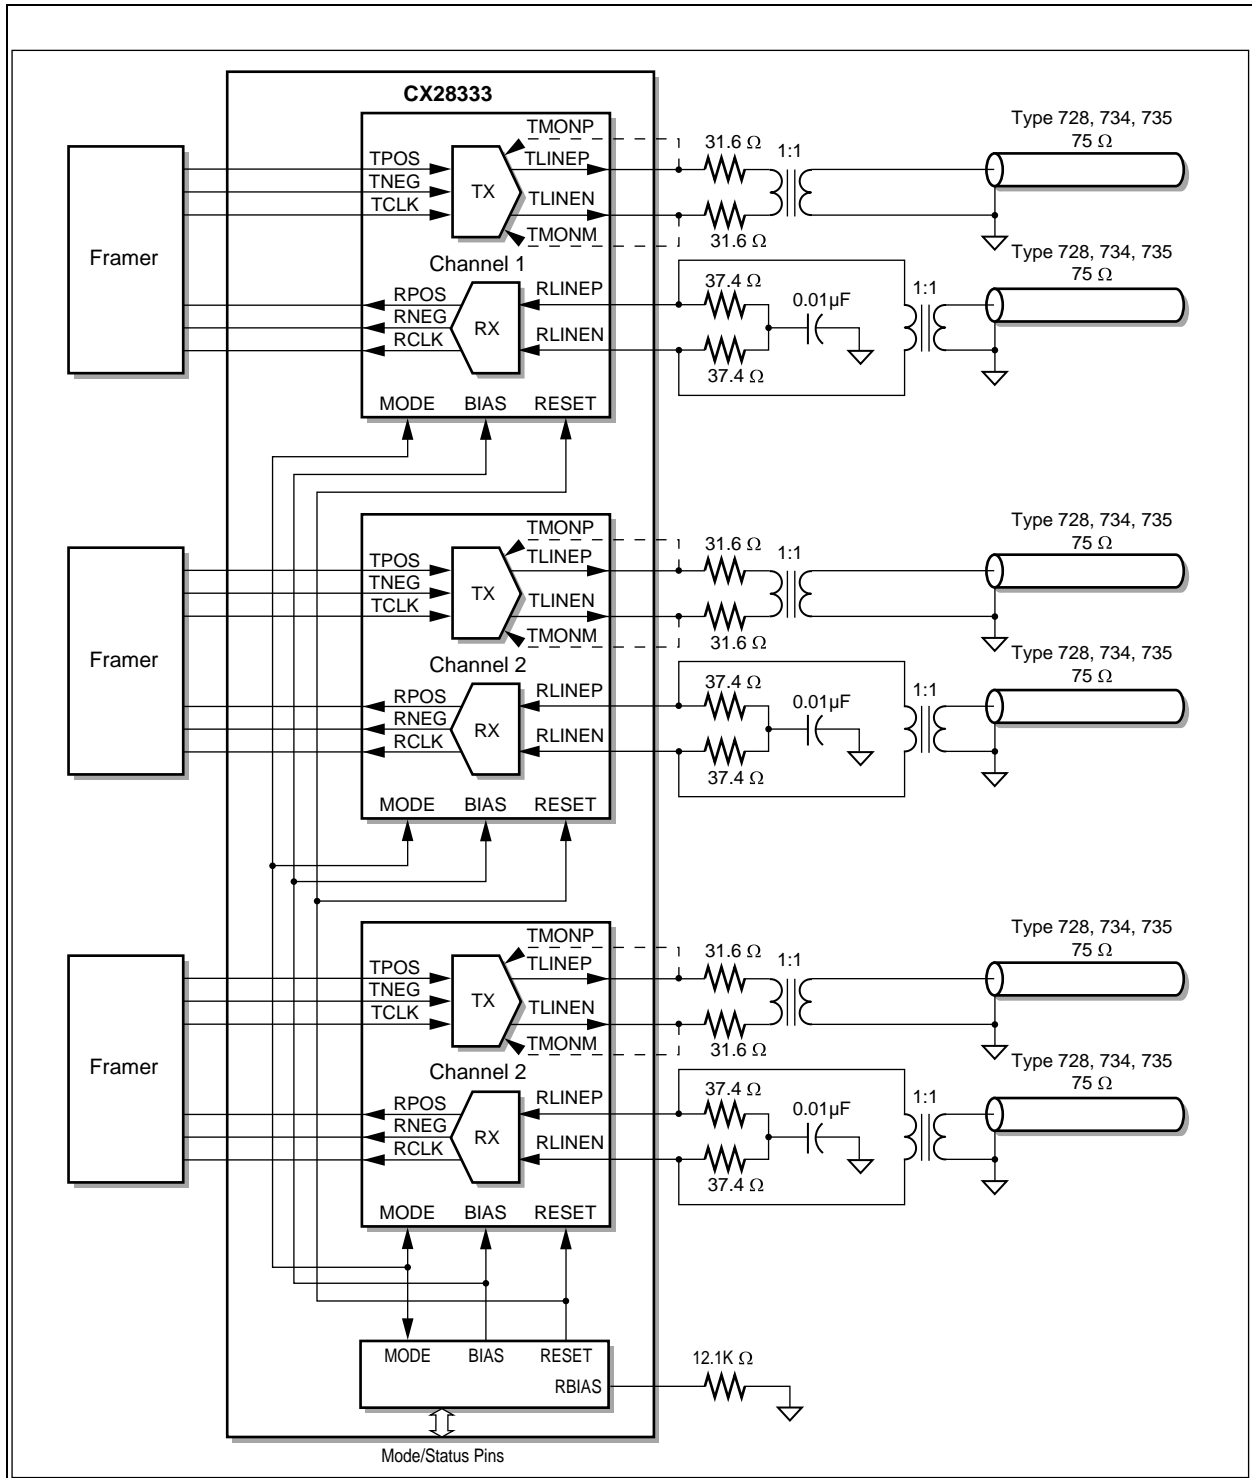 CX28333
Framer
TPOS
TNEG
TCLK
TX
TMONP
TLINEP
TLINEN
TMONM
Channel 1
RPOS
RNEG
RCLK
RX
RLINEP
RLINEN
MODE BIAS RESET
31.6 Ω
31.6 Ω
1:1
Type 728, 734, 735
75 Ω
37.4 Ω
37.4 Ω
0.01µF
1:1
Type 728, 734, 735
75 Ω
Framer
TPOS
TNEG
TCLK
TX
TMONP
TLINEP
TLINEN
TMONM
Channel 2
RPOS
RNEG
RCLK
RX
RLINEP
RLINEN
MODE BIAS RESET
31.6 Ω
31.6 Ω
1:1
Type 728, 734, 735
75 Ω
37.4 Ω
37.4 Ω
0.01µF
1:1
Type 728, 734, 735
75 Ω
Framer
TPOS
TNEG
TCLK
TX
TMONP
TLINEP
TLINEN
TMONM
Channel 2
RPOS
RNEG
RCLK
RX
RLINEP
RLINEN
MODE BIAS RESET
31.6 Ω
31.6 Ω
1:1
Type 728, 734, 735
75 Ω
37.4 Ω
37.4 Ω
0.01µF
1:1
Type 728, 734, 735
75 Ω
MODE BIAS RESET
RBIAS
12.1K Ω
Mode/Status Pins